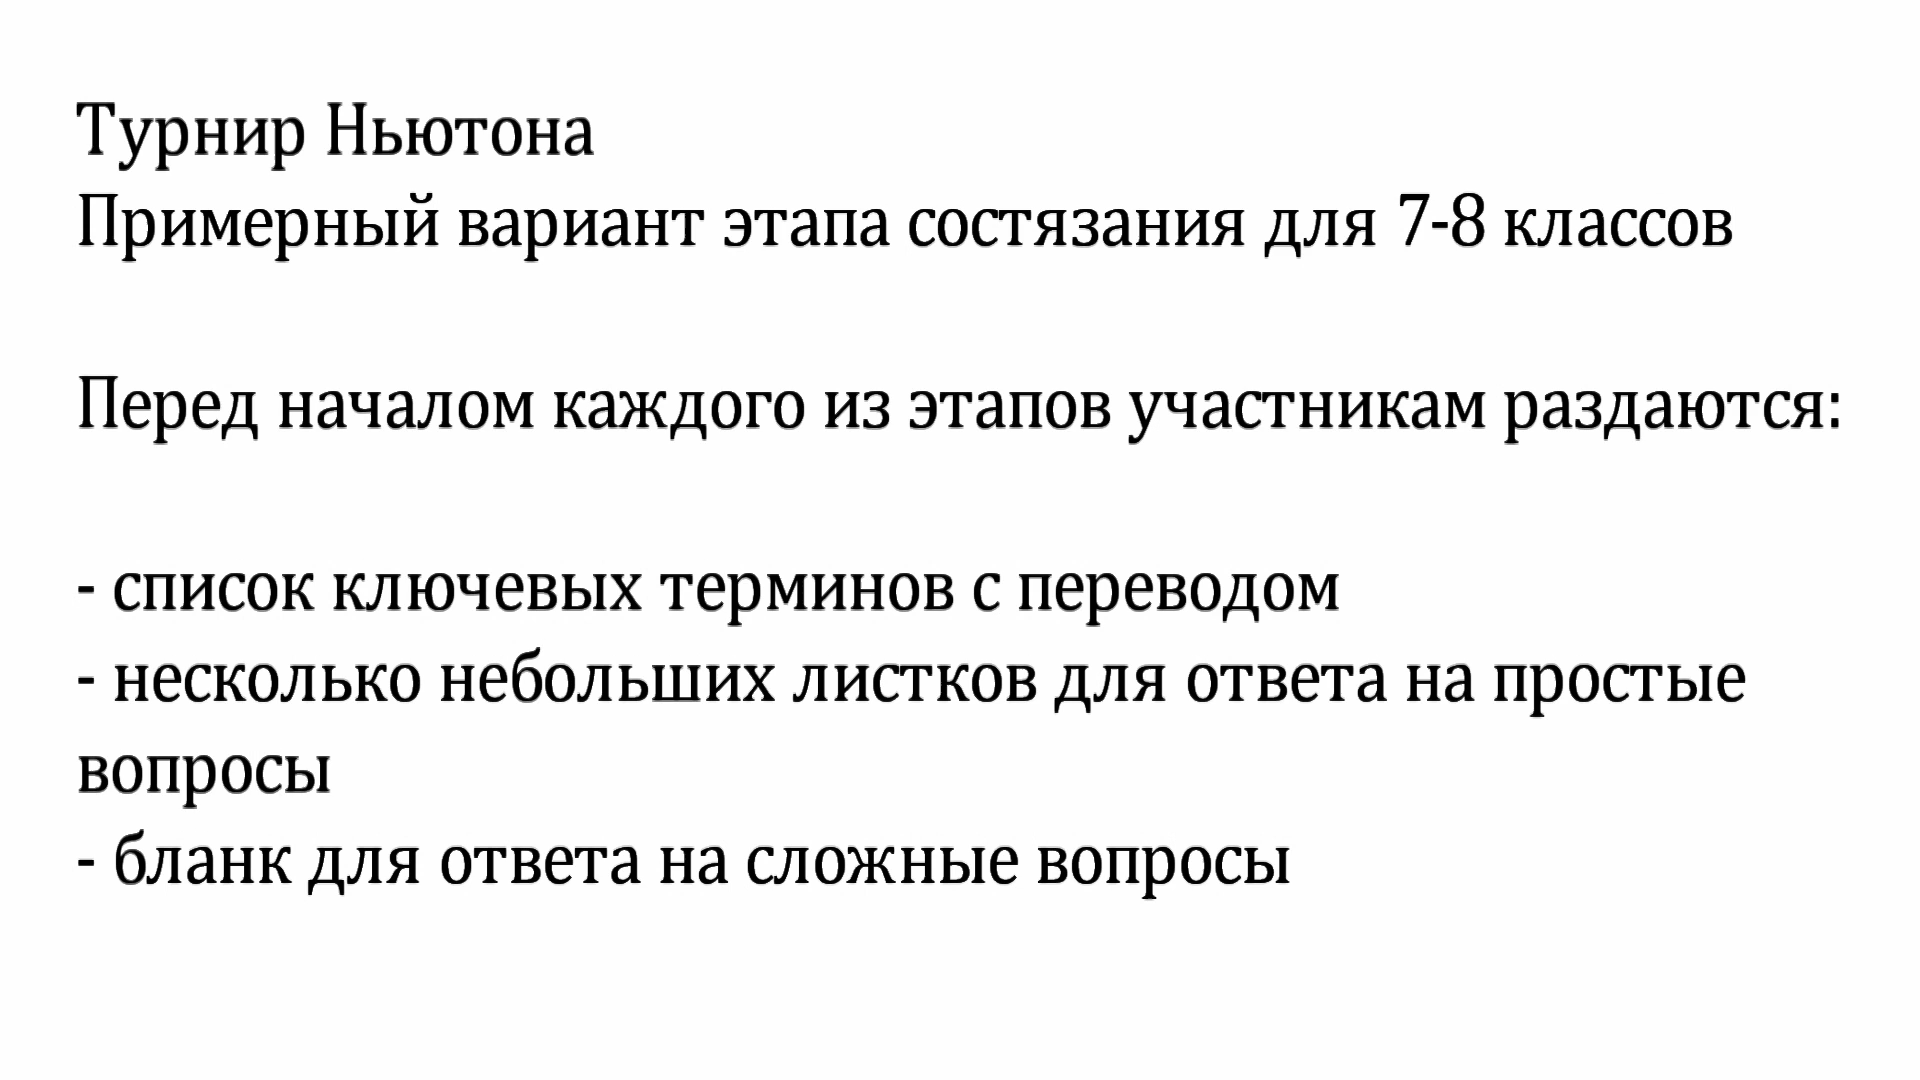 Турнир Ньютона
Примерный вариант этапа состязания для 7-8 классов
Перед началом каждого из этапов участникам раздаются:
- список ключевых терминов с переводом
- несколько небольших листков для ответа на простые
вопросы
- бланк для ответа на сложные вопросы